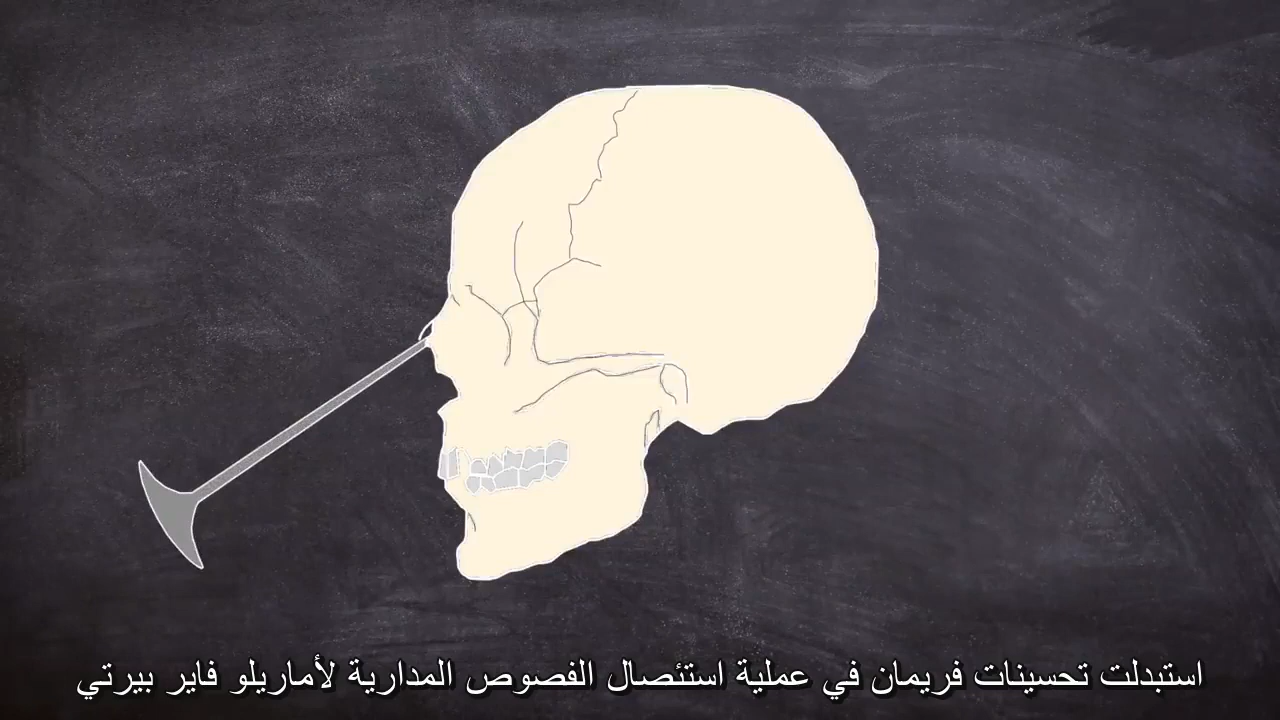 استبدلت تحسينات فريمان في عملية استئصال الفصوص المدارية لأماريلو فاير بيرتي